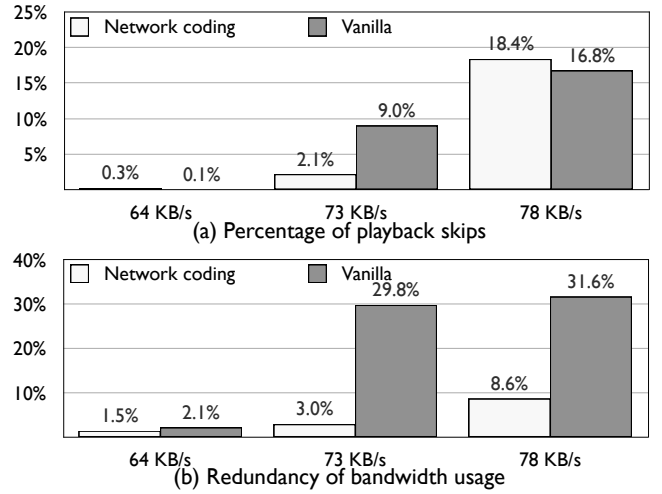 25%
Network coding Vanilla
20%
18.4%
16.8%
15%
10%
9.0%
5%
2.1%
0.3% 0.1%
64 KB/s 73 KB/s 78 KB/s
(a) Percentage of playback skips
40%
Network coding Vanilla
30%
29.8%
31.6%
20%
10%
8.6%
1.5% 2.1% 3.0%
64 KB/s 73 KB/s 78 KB/s
(b) Redundancy of bandwidth usage